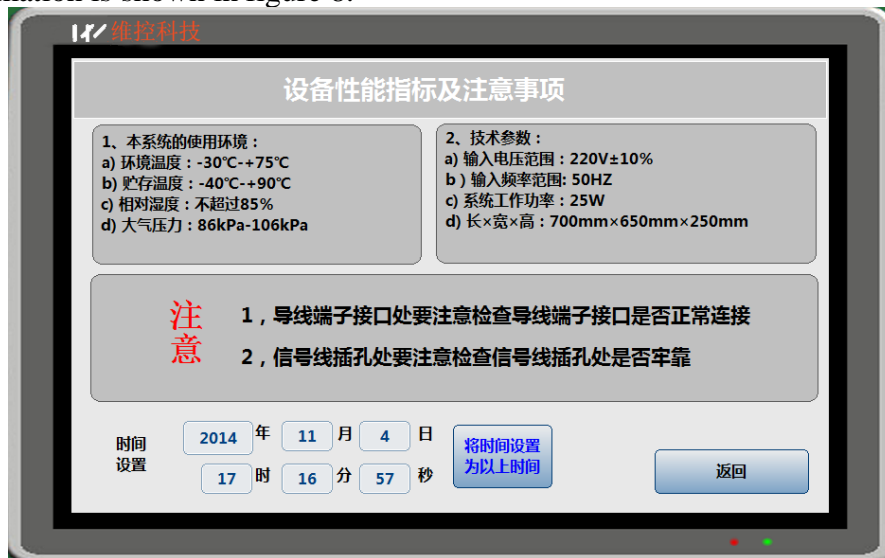 维控科技
设备性能指标及注意事项
1、本系统的使用环境：
a) 环境温度：-30℃-+75℃
b) 贮存温度：-40℃-+90℃
c) 相对湿度：不超过85%
d) 大气压力：86kPa-106kPa
2、技术参数：
a) 输入电压范围：220V±10%
b ) 输入频率范围: 50HZ
c) 系统工作功率：25W
d) 长×宽×高：700mm×650mm×250mm
注意
1，导线端子接口处要注意检查导线端子接口是否正常连接
2，信号线插孔处要注意检查信号线插孔处是否牢靠
时间
设置
2014 年 11 月 4 日
17 时 16 分 57 秒
将时间设置
为以上时间
返回